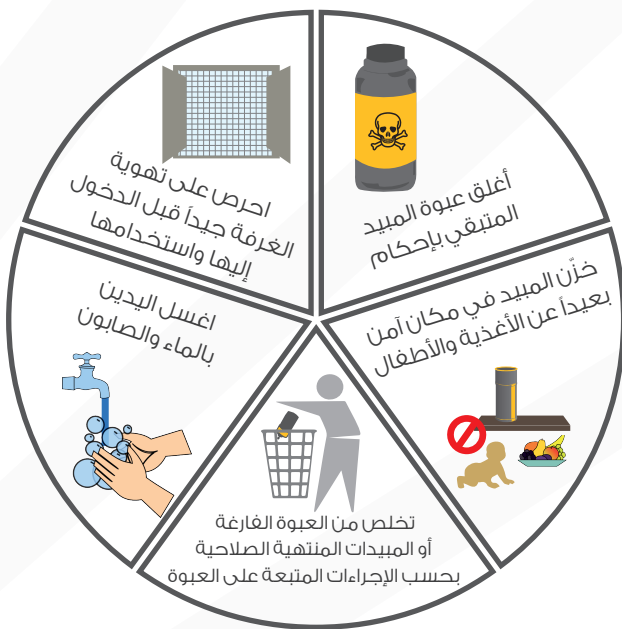 أغلق عبوة المبيد
المتبقي بإحكام
خزّن المبيد في مكان آمن
بعيداً عن الأغذية والأطفال
تخلص من العبوة الفارغة
أو المبيدات المنتهية الصلاحية
بحسب الإجراءات المتبعة على العبوة
اغسل اليدين
بالماء والصابون
احرص على تهوية
الغرفة جيداً قبل الدخول
إليها واستخدامها